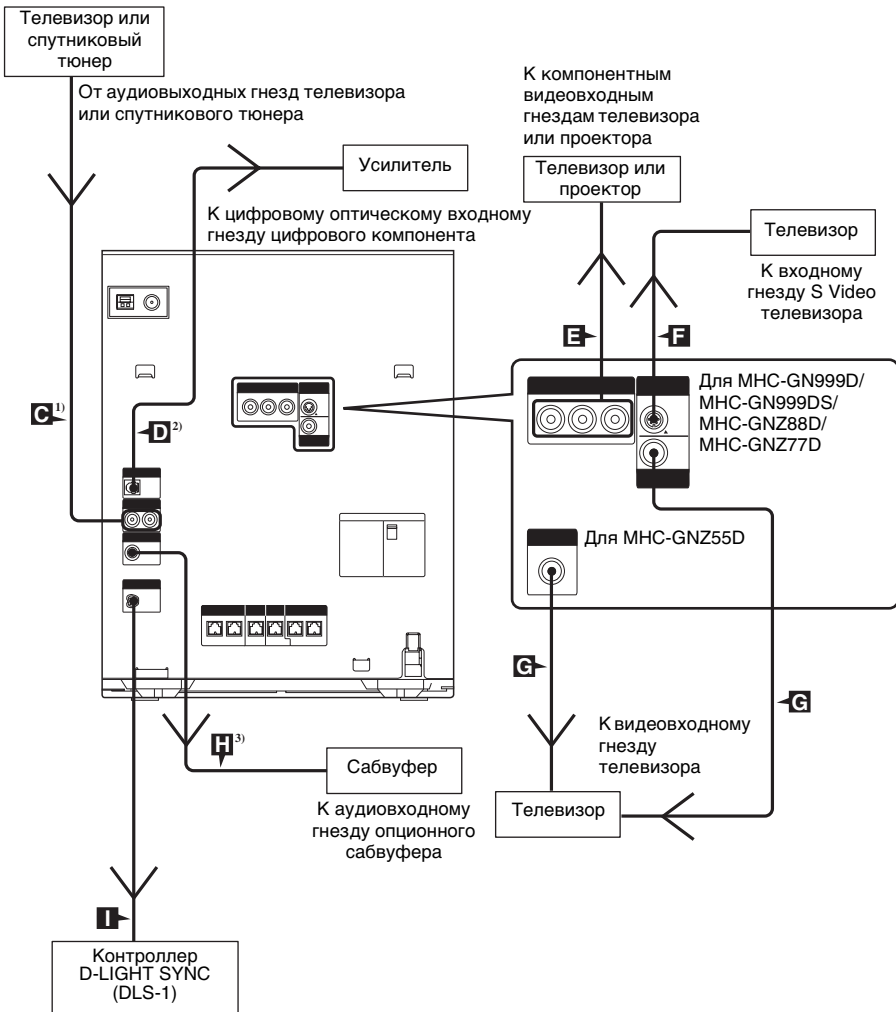 Телевизор или
спутниковый
тюнер
От аудиовыходных гнезд телевизора
или спутникового тюнера
Усилитель
К цифровому оптическому входному
гнезду цифрового компонента
К компонентным
видеовходным
гнездам телевизора
или проектора
Телевизор или
проектор
Телевизор
К входному
гнезду S Video
телевизора
E
F
C 1)
D 2)
Для MHC-GN999D/
MHC-GN999DS/
MHC-GNZ88D/
MHC-GNZ77D
Для MHC-GNZ55D
G
G
К видеовходному
гнезду
телевизора
Телевизор
H 3)
Сабвуфер
К аудиовходному
гнезду опционного
сабвуфера
I
Контроллер
D-LIGHT SYNC
(DLS-1)